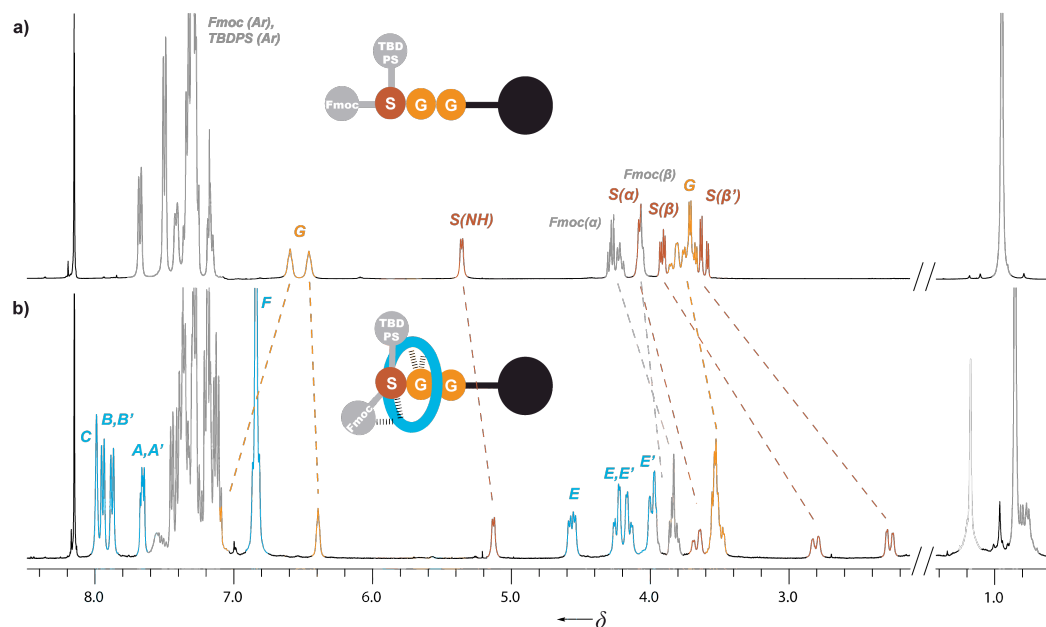 a)
Fmoc (Ar),
TBDPS (Ar)
TBD
PS
Fmoc
S
G
G
G
S(NH)
Fmoc(α)
S(α)
Fmoc(β)
S(β)
G
S(β’)
b)
F
TBD
PS
S
G
G
Fmoc
C
B,B’
A,A’
E
E,E’
E’
8.0
7.0
6.0
5.0
4.0
3.0
1.0
δ